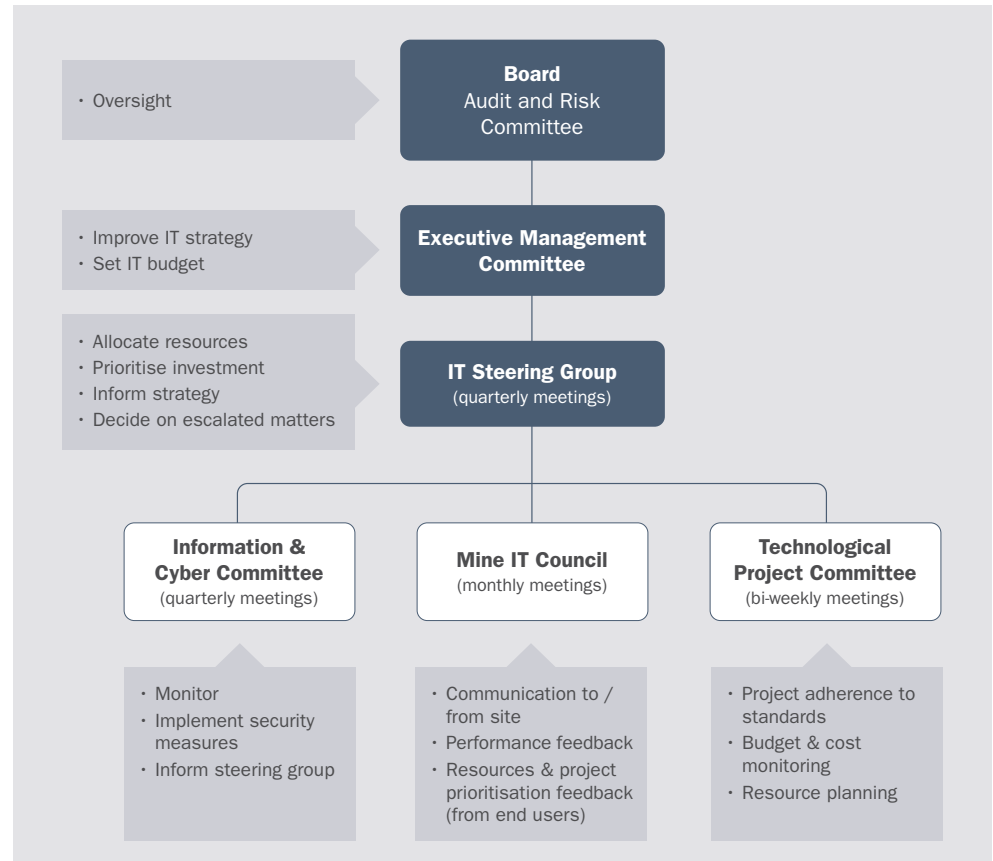 • Oversight
Board
Audit and Risk
Committee
• Improve IT strategy
• Set IT budget
Executive Management
Committee
• Allocate resources
• Prioritise investment
• Inform strategy
• Decide on escalated matters
IT Steering Group
(quarterly meetings)
Information &
Cyber Committee
(quarterly meetings)
Mine IT Council
(monthly meetings)
Technological
Project Committee
(bi-weekly meetings)
• Monitor
• Implement security
measures
• Inform steering group
• Communication to /
from site
• Performance feedback
• Resources & project
prioritisation feedback
(from end users)
• Project adherence to
standards
• Budget & cost
monitoring
• Resource planning